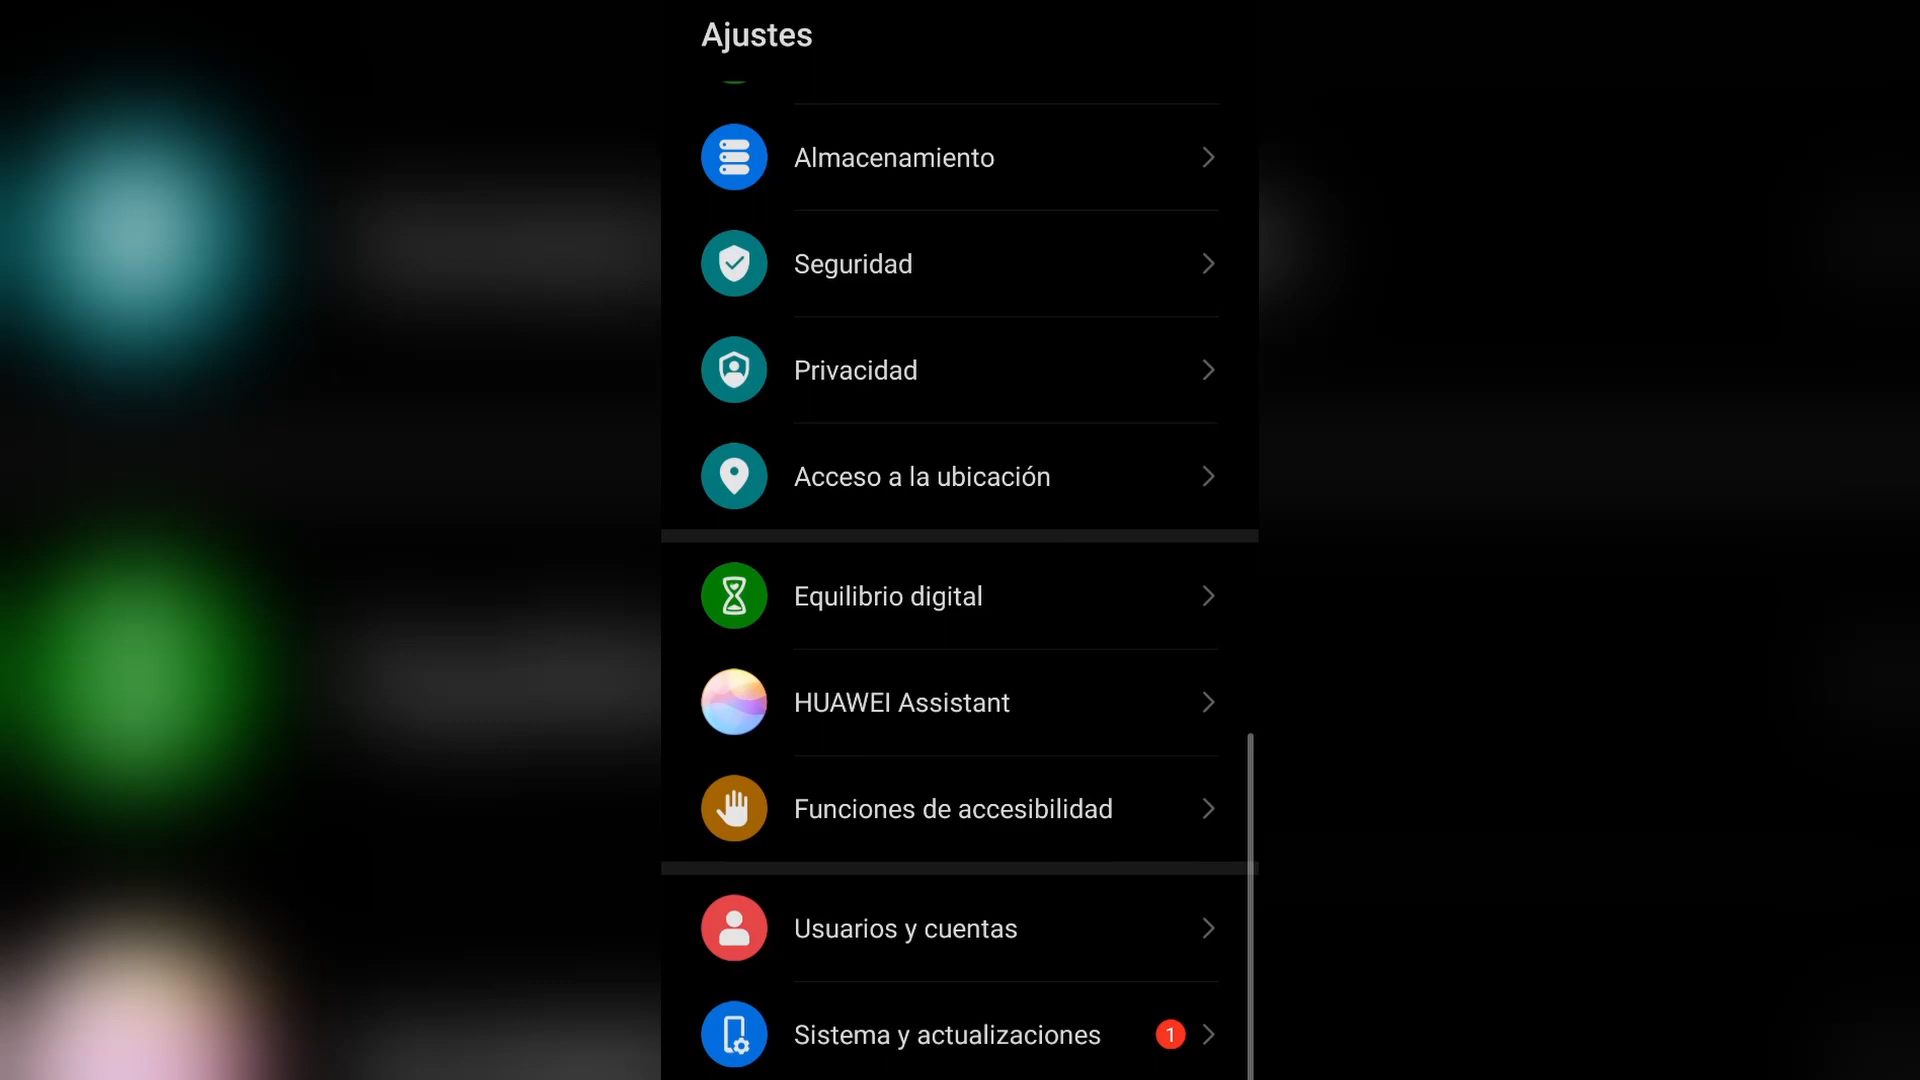 Ajustes
Almacenamiento
Seguridad
Privacidad
Acceso a la ubicación
Equilibrio digital
HUAWEI Assistant
Funciones de accesibilidad
Usuarios y cuentas
Sistema y actualizaciones 1